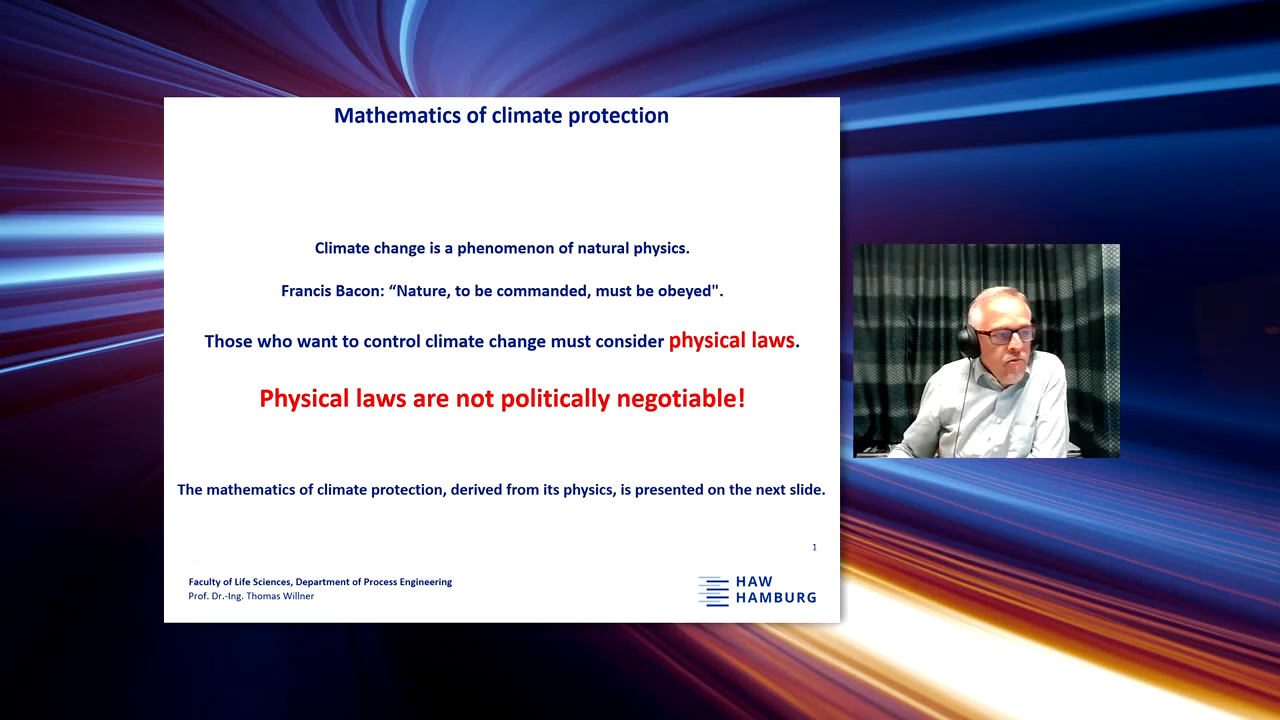 Mathematics of climate protection
Climate change is a phenomenon of natural physics.
Francis Bacon: “Nature, to be commanded, must be obeyed".
Those who want to control climate change must consider physical laws.
Physical laws are not politically negotiable!
The mathematics of climate protection, derived from its physics, is presented on the next slide.
1
Faculty of Life Sciences, Department of Process Engineering
Prof. Dr.-Ing. Thomas Willner
HAW
HAMBURG